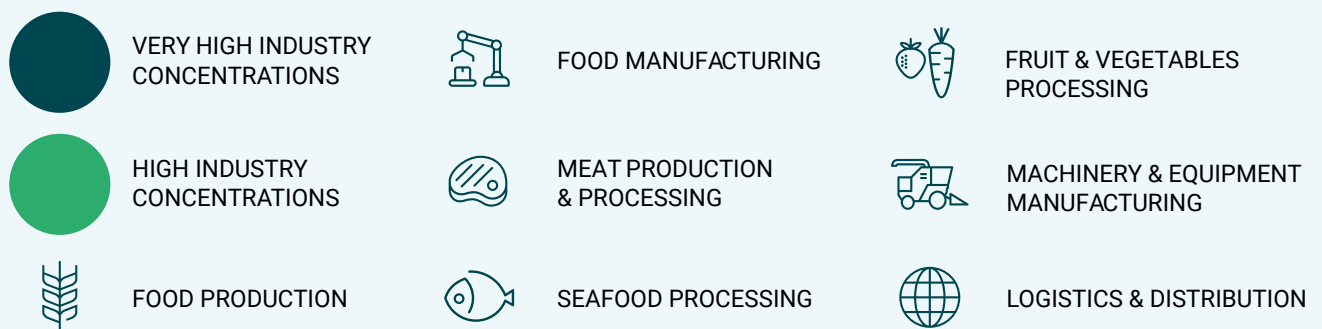 VERY HIGH INDUSTRY
CONCENTRATIONS
FOOD MANUFACTURING
FRUIT & VEGETABLES
PROCESSING
HIGH INDUSTRY
CONCENTRATIONS
MEAT PRODUCTION
& PROCESSING
MACHINERY & EQUIPMENT
MANUFACTURING
FOOD PRODUCTION
SEAFOOD PROCESSING
LOGISTICS & DISTRIBUTION